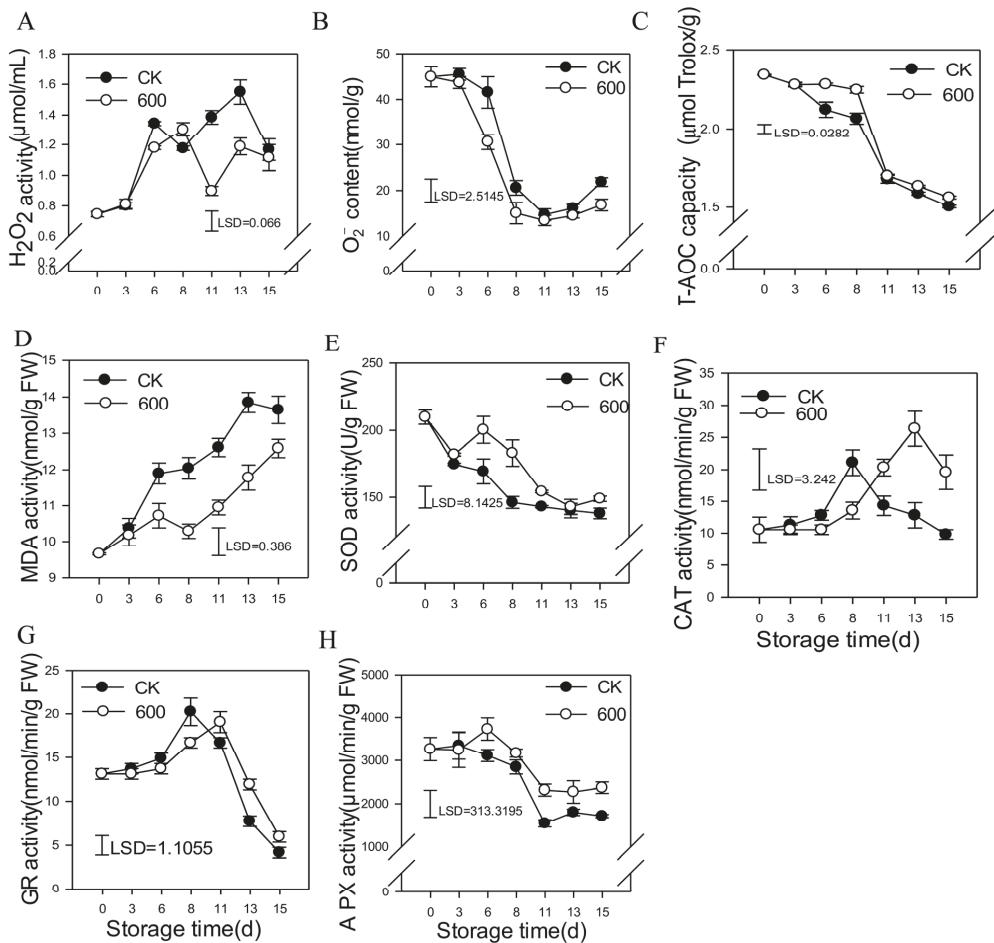 A
H2O2 activity(μmol/mL)
1.8
1.6
1.4
1.2
1.0
0.8
0.6
0.2
0.0
CK
600
LSD=0.066
0 3 6 8 11 13 15
B
O2⁻ content(nmol/g)
50
40
30
20
10
0
CK
600
LSD=2.5145
0 3 6 8 11 13 15
C
T-AOC capacity (μmol Trolox/g)
2.5
2.0
1.5
0.0
CK
600
LSD=0.0282
0 3 6 8 11 13 15
D
MDA activity(nmol/g FW)
15
14
13
12
11
10
9
CK
600
LSD=0.386
0 3 6 8 11 13 15
E
SOD activity(U/g FW)
250
200
150
0
CK
600
LSD=8.1425
0 3 6 8 11 13 15
F
CAT activity(nmol/min/g FW)
35
30
25
20
15
10
5
0
CK
600
LSD=3.242
0 3 6 8 11 13 15
Storage time(d)
G
GR activity(nmol/min/g FW)
25
20
15
10
5
0
CK
600
LSD=1.1055
0 3 6 8 11 13 15
Storage time(d)
H
A PX activity(μmol/min/g FW)
5000
4000
3000
2000
1000
0
CK
600
LSD=313.3195
0 3 6 8 11 13 15
Storage time(d)